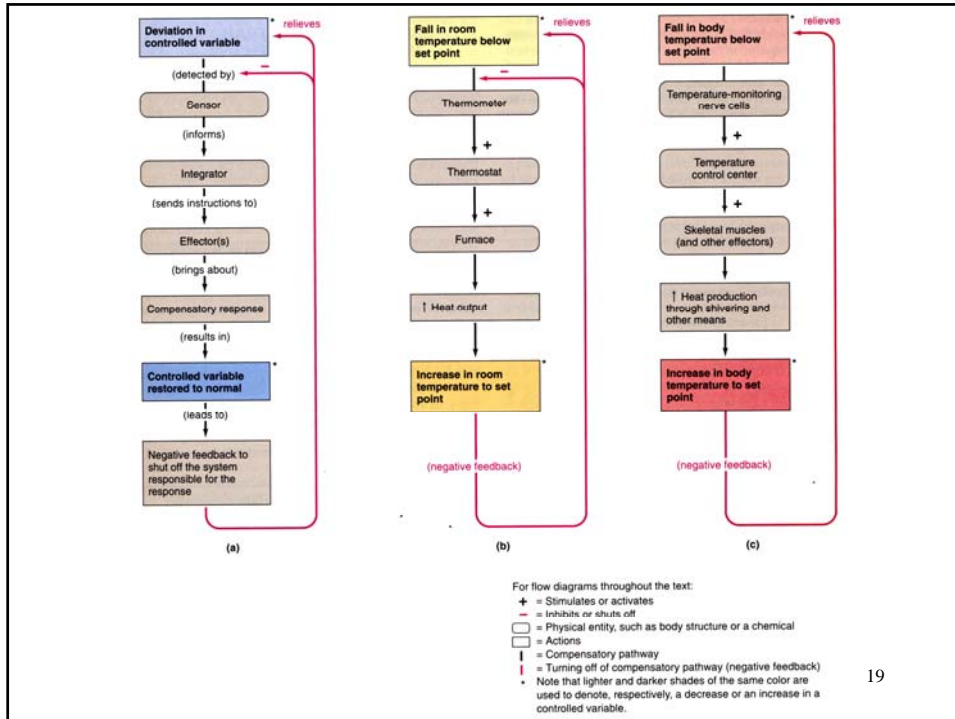 Deviation in
controlled variable
*
relieves
−
(detected by)
Sensor
(informs)
Integrator
(sends instructions to)
Effector(s)
(brings about)
Compensatory response
(results in)
Controlled variable
restored to normal
*
(leads to)
Negative feedback to
shut off the system
responsible for the
response
(a)
Fall in room
temperature below
set point
*
relieves
−
Thermometer
+
Thermostat
+
Furnace
↑ Heat output
Increase in room
temperature to set
point
*
(negative feedback)
(b)
Fall in body
temperature below
set point
*
relieves
Temperature-monitoring
nerve cells
+
Temperature
control center
+
Skeletal muscles
(and other effectors)
↑ Heat production
through shivering and
other means
Increase in body
temperature to set
point
*
(negative feedback)
(c)
For flow diagrams throughout the text:
+ = Stimulates or activates
− = Inhibits or shuts off
= Physical entity, such as body structure or a chemical
= Actions
= Compensatory pathway
= Turning off of compensatory pathway (negative feedback)
* Note that lighter and darker shades of the same color are
used to denote, respectively, a decrease or an increase in a
controlled variable.
19